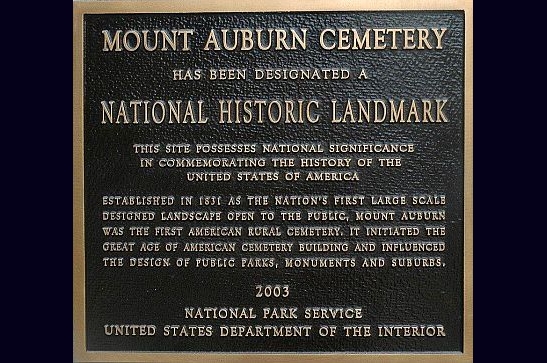 MOUNT AUBURN CEMETERY
HAS BEEN DESIGNATED A
NATIONAL HISTORIC LANDMARK
THIS SITE POSSESSES NATIONAL SIGNIFICANCE
IN COMMEMORATING THE HISTORY OF THE
UNITED STATES OF AMERICA
ESTABLISHED IN 1831 AS THE NATION'S FIRST LARGE SCALE
DESIGNED LANDSCAPE OPEN TO THE PUBLIC, MOUNT AUBURN
WAS THE FIRST AMERICAN RURAL CEMETERY. IT INITIATED THE
GREAT AGE OF AMERICAN CEMETERY BUILDING AND INFLUENCED
THE DESIGN OF PUBLIC PARKS, MONUMENTS AND SUBURBS.
2003
NATIONAL PARK SERVICE
UNITED STATES DEPARTMENT OF THE INTERIOR